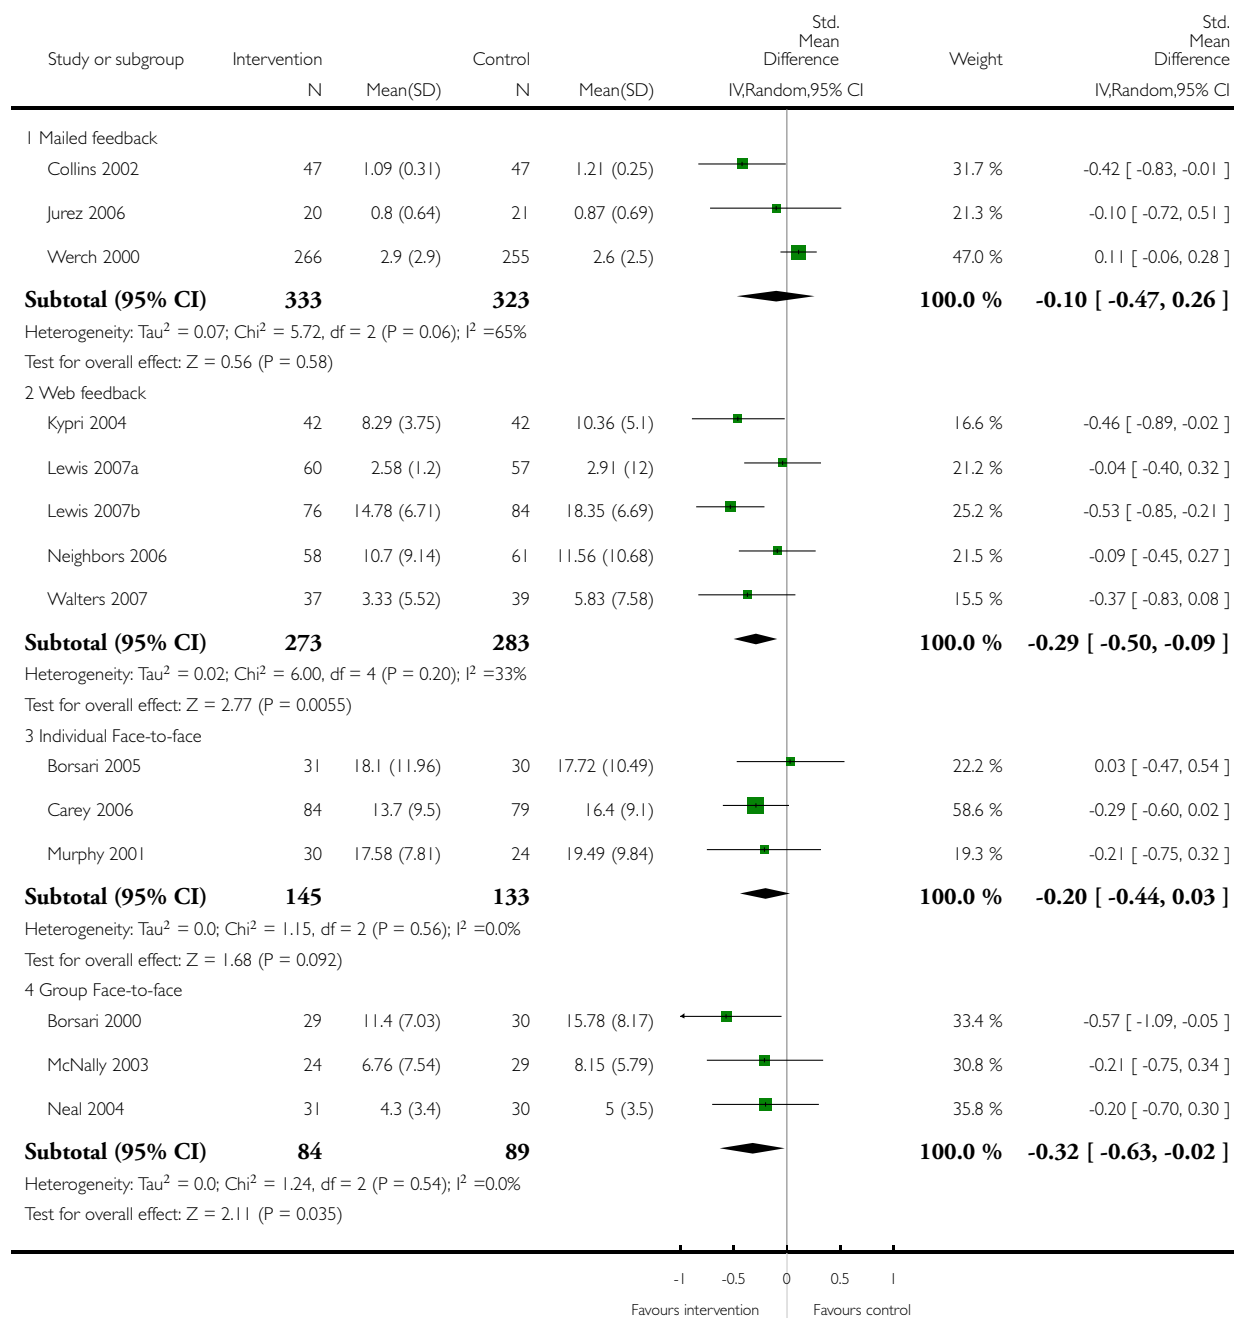 Std. Mean Difference Std. Mean Difference
Study or subgroup Intervention Control Weight
N Mean(SD) N Mean(SD) IV,Random,95% CI IV,Random,95% CI
1 Mailed feedback
Collins 2002 47 1.09 (0.31) 47 1.21 (0.25) 31.7 % -0.42 [ -0.83, -0.01 ]
Jurez 2006 20 0.8 (0.64) 21 0.87 (0.69) 21.3 % -0.10 [ -0.72, 0.51 ]
Werch 2000 266 2.9 (2.9) 255 2.6 (2.5) 47.0 % 0.11 [ -0.06, 0.28 ]
Subtotal (95% CI) 333 323 100.0 % -0.10 [ -0.47, 0.26 ]
Heterogeneity: Tau² = 0.07; Chi² = 5.72, df = 2 (P = 0.06); I² =65%
Test for overall effect: Z = 0.56 (P = 0.58)
2 Web feedback
Kypri 2004 42 8.29 (3.75) 42 10.36 (5.1) 16.6 % -0.46 [ -0.89, -0.02 ]
Lewis 2007a 60 2.58 (1.2) 57 2.91 (12) 21.2 % -0.04 [ -0.40, 0.32 ]
Lewis 2007b 76 14.78 (6.71) 84 18.35 (6.69) 25.2 % -0.53 [ -0.85, -0.21 ]
Neighbors 2006 58 10.7 (9.14) 61 11.56 (10.68) 21.5 % -0.09 [ -0.45, 0.27 ]
Walters 2007 37 3.33 (5.52) 39 5.83 (7.58) 15.5 % -0.37 [ -0.83, 0.08 ]
Subtotal (95% CI) 273 283 100.0 % -0.29 [ -0.50, -0.09 ]
Heterogeneity: Tau² = 0.02; Chi² = 6.00, df = 4 (P = 0.20); I² =33%
Test for overall effect: Z = 2.77 (P = 0.0055)
3 Individual Face-to-face
Borsari 2005 31 18.1 (11.96) 30 17.72 (10.49) 22.2 % 0.03 [ -0.47, 0.54 ]
Carey 2006 84 13.7 (9.5) 79 16.4 (9.1) 58.6 % -0.29 [ -0.60, 0.02 ]
Murphy 2001 30 17.58 (7.81) 24 19.49 (9.84) 19.3 % -0.21 [ -0.75, 0.32 ]
Subtotal (95% CI) 145 133 100.0 % -0.20 [ -0.44, 0.03 ]
Heterogeneity: Tau² = 0.0; Chi² = 1.15, df = 2 (P = 0.56); I² =0.0%
Test for overall effect: Z = 1.68 (P = 0.092)
4 Group Face-to-face
Borsari 2000 29 11.4 (7.03) 30 15.78 (8.17) 33.4 % -0.57 [ -1.09, -0.05 ]
McNally 2003 24 6.76 (7.54) 29 8.15 (5.79) 30.8 % -0.21 [ -0.75, 0.34 ]
Neal 2004 31 4.3 (3.4) 30 5 (3.5) 35.8 % -0.20 [ -0.70, 0.30 ]
Subtotal (95% CI) 84 89 100.0 % -0.32 [ -0.63, -0.02 ]
Heterogeneity: Tau² = 0.0; Chi² = 1.24, df = 2 (P = 0.54); I² =0.0%
Test for overall effect: Z = 2.11 (P = 0.035)
-1 -0.5 0 0.5 1
Favours intervention Favours control